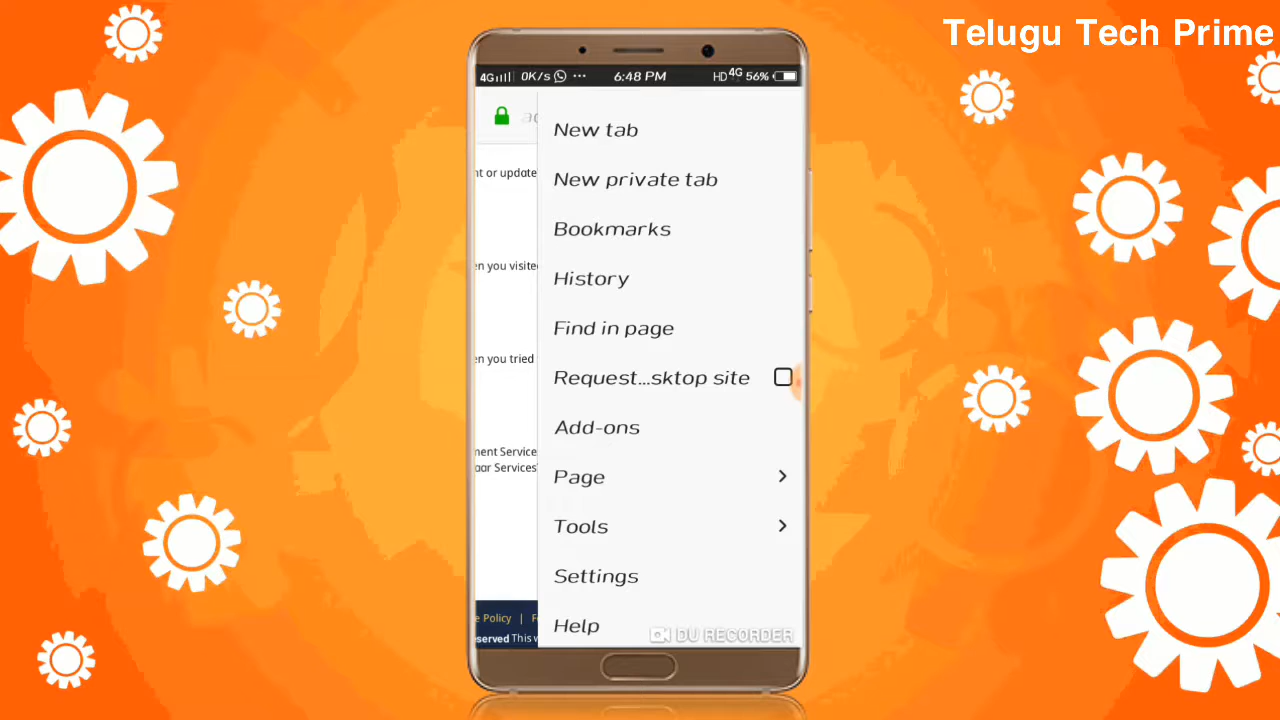 Telugu Tech Prime
4G 0K/s ... 6:48 PM HD 4G 56%
New tab
nt or update
New private tab
Bookmarks
en you visited
History
Find in page
en you tried
Request...sktop site
Add-ons
ment Service
aar Services'
Page
Tools
Settings
e Policy | F
Help
served This w
DU RECORDER